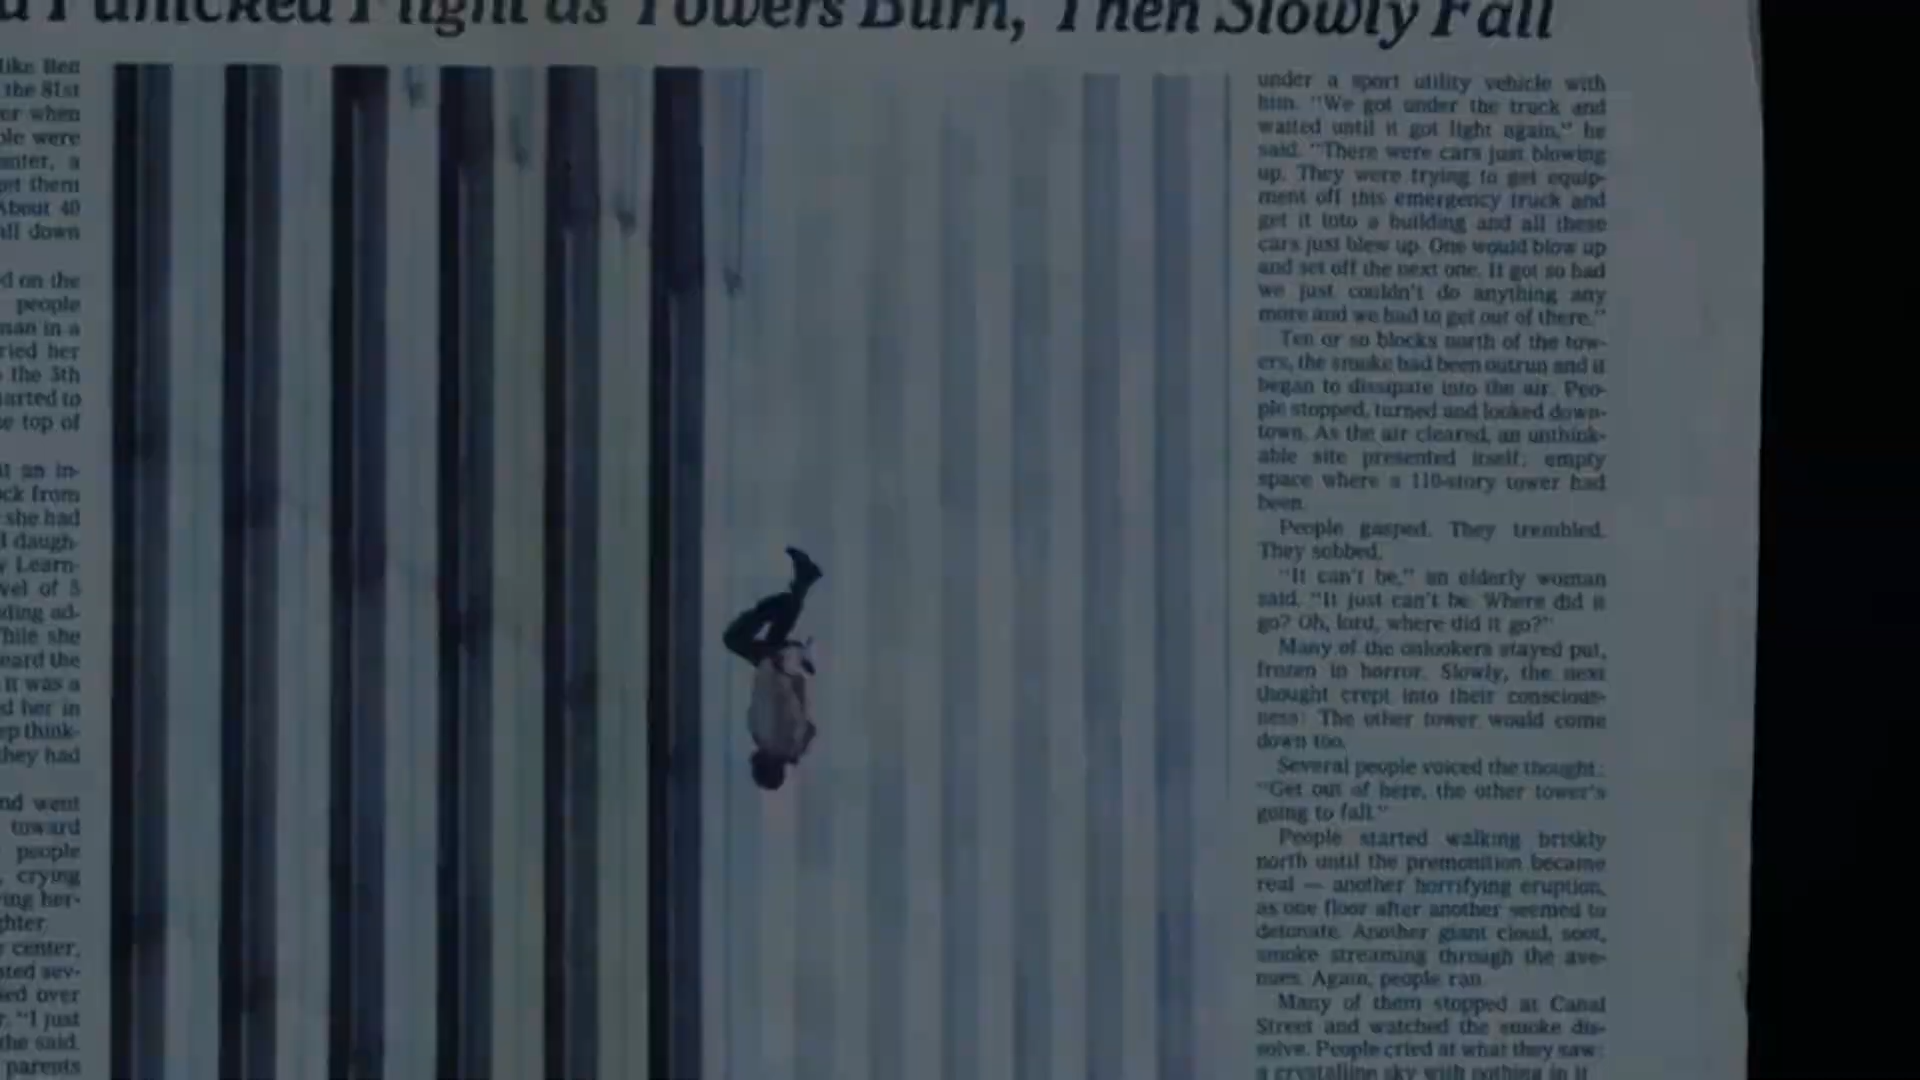 Panicked Flight as Towers Burn, Then Slowly Fall
like Ben
the 81st
er when
ple were
enter, a
get them
About 40
all down
d on the
people
man in a
ried her
the 5th
tarted to
e top of
t an in-
ck from
she had
l daugh-
y Learn-
vel of 5
ding ad-
hile she
eard the
it was a
d her in
ep think-
they had
nd went
toward
people
, crying
ing her-
ghter.
r center,
sted sev-
ied over
r. “I just
she said.
parents
under a sport utility vehicle with
him. “We got under the truck and
waited until it got light again,” he
said. “There were cars just blowing
up. They were trying to get equip-
ment off this emergency truck and
get it into a building and all these
cars just blew up. One would blow up
and set off the next one. It got so bad
we just couldn't do anything any
more and we had to get out of there.”
Ten or so blocks north of the tow-
ers, the smoke had been outrun and it
began to dissipate into the air. Peo-
ple stopped, turned and looked down-
town. As the air cleared, an unthink-
able site presented itself: empty
space where a 110-story tower had
been.
People gasped. They trembled.
They sobbed.
“It can't be,” an elderly woman
said. “It just can't be. Where did it
go? Oh, lord, where did it go?”
Many of the onlookers stayed put,
frozen in horror. Slowly, the next
thought crept into their conscious-
ness: The other tower would come
down too.
Several people voiced the thought:
“Get out of here, the other tower's
going to fall.”
People started walking briskly
north until the premonition became
real — another horrifying eruption,
as one floor after another seemed to
detonate. Another giant cloud, soot,
smoke streaming through the ave-
nues. Again, people ran.
Many of them stopped at Canal
Street and watched the smoke dis-
solve. People cried at what they saw:
a crystalline sky with nothing in it